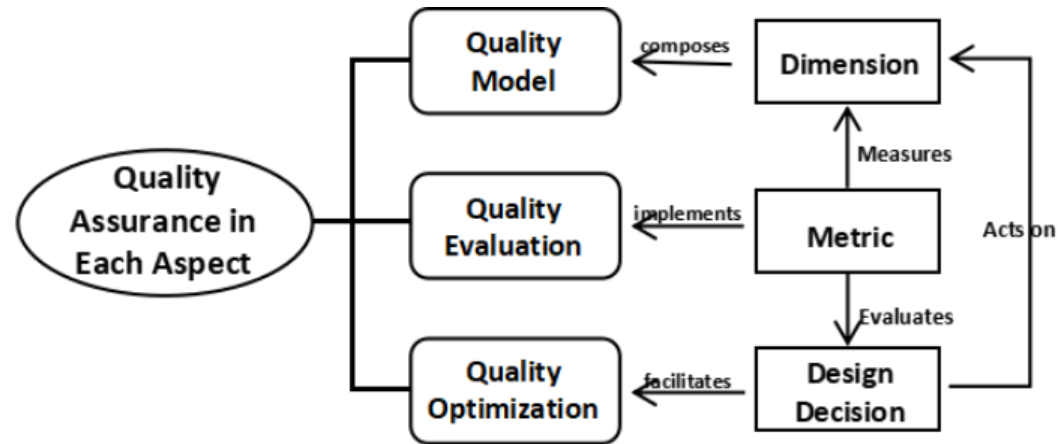 Quality
Assurance in
Each Aspect
Quality
Model
composes
Dimension
Measures
Quality
Evaluation
implements
Metric
Acts on
Evaluates
Quality
Optimization
facilitates
Design
Decision